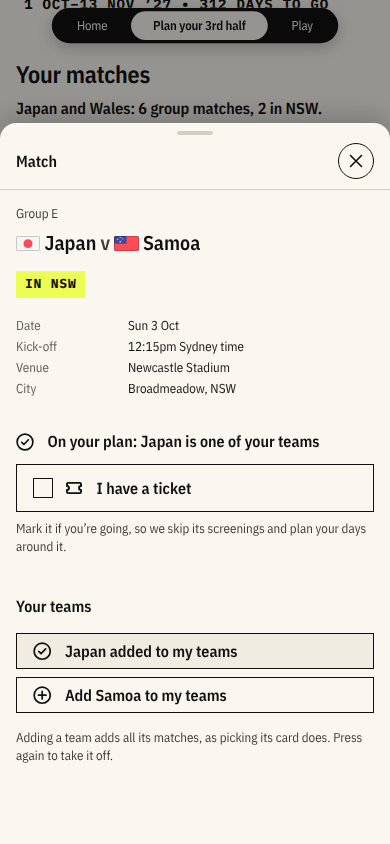 1 OCT–13 NOV ’27 • 312 DAYS TO GO
Home
Plan your 3rd half
Play
Your matches
Japan and Wales: 6 group matches, 2 in NSW.
Match
Group E
Japan v Samoa
IN NSW
Date Sun 3 Oct
Kick-off 12:15pm Sydney time
Venue Newcastle Stadium
City Broadmeadow, NSW
On your plan: Japan is one of your teams
I have a ticket
Mark it if you’re going, so we skip its screenings and plan your days
around it.
Your teams
Japan added to my teams
Add Samoa to my teams
Adding a team adds all its matches, as picking its card does. Press
again to take it off.